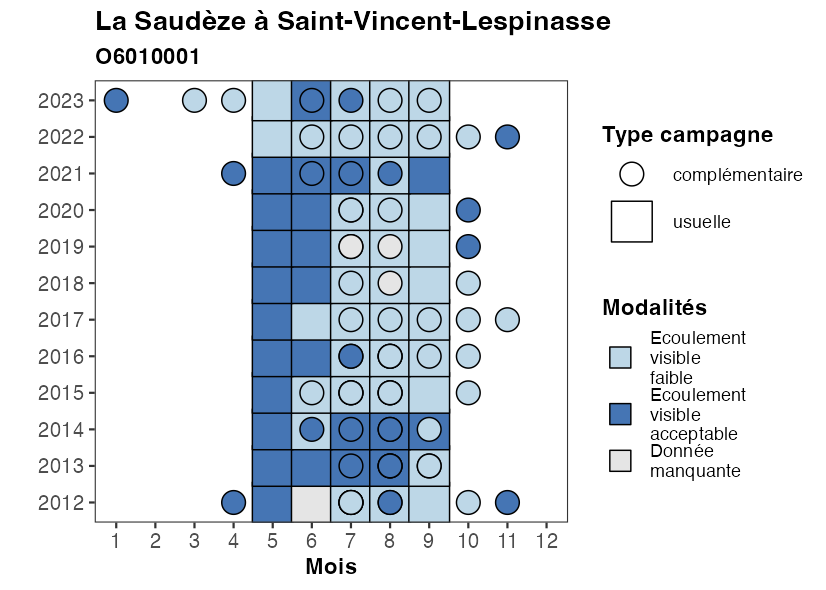 La Saudèze à Saint-Vincent-Lespinasse
O6010001
2023
2022
2021
2020
2019
2018
2017
2016
2015
2014
2013
2012
1 2 3 4 5 6 7 8 9 10 11 12
Mois
Type campagne
complémentaire
usuelle
Modalités
Ecoulement
visible
faible
Ecoulement
visible
acceptable
Donnée
manquante